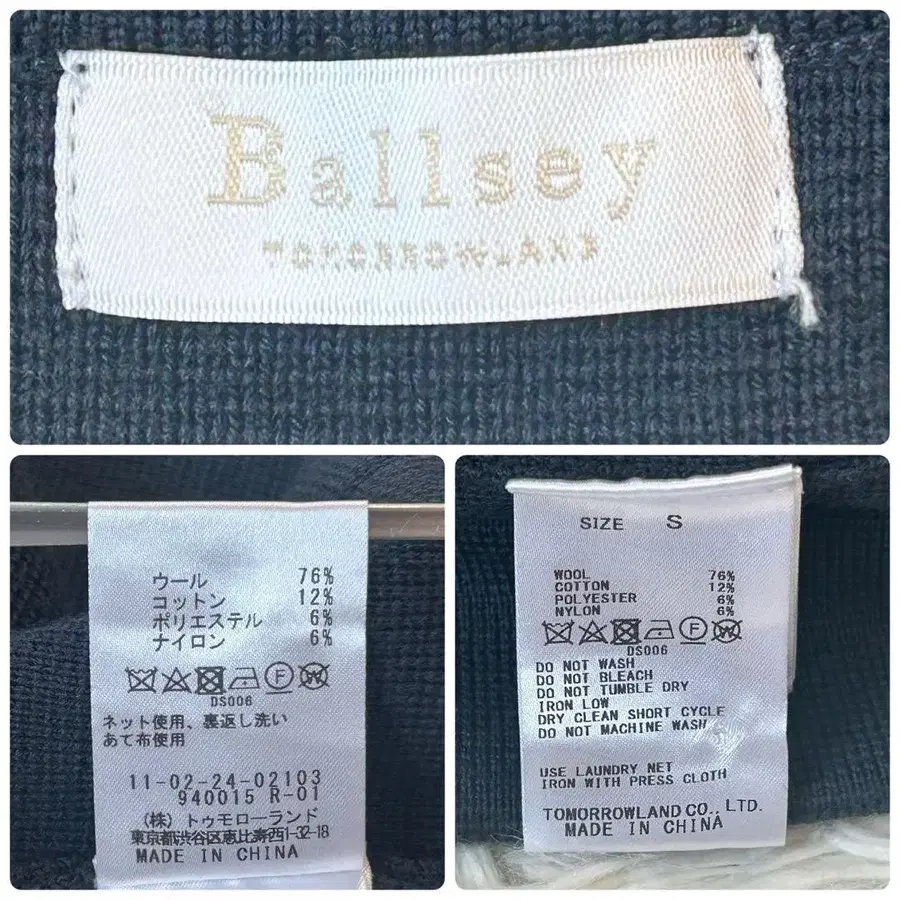 Ballsey
TOMORROWLAND
ウール 76%
コットン 12%
ポリエステル 6%
ナイロン 6%
DS006
ネット使用、裏返し洗い
あて布使用
11-02-24-02103
940015 R-01
(株)トゥモローランド
東京都渋谷区恵比寿西1-32-18
MADE IN CHINA
SIZE S
WOOL 76%
COTTON 12%
POLYESTER 6%
NYLON 6%
DS006
DO NOT WASH
DO NOT BLEACH
DO NOT TUMBLE DRY
IRON LOW
DRY CLEAN SHORT CYCLE
DO NOT MACHINE WASH
USE LAUNDRY NET
IRON WITH PRESS CLOTH
TOMORROWLAND CO., LTD.
MADE IN CHINA